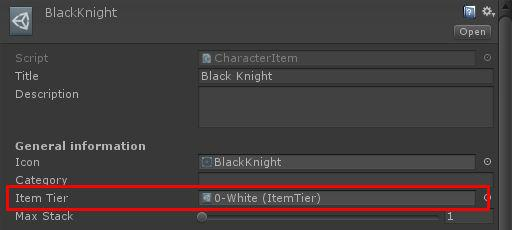 BlackKnight
Open
Script CharacterItem
Title Black Knight
Description
General information
Icon BlackKnight
Category
Item Tier 0-White (ItemTier)
Max Stack 1